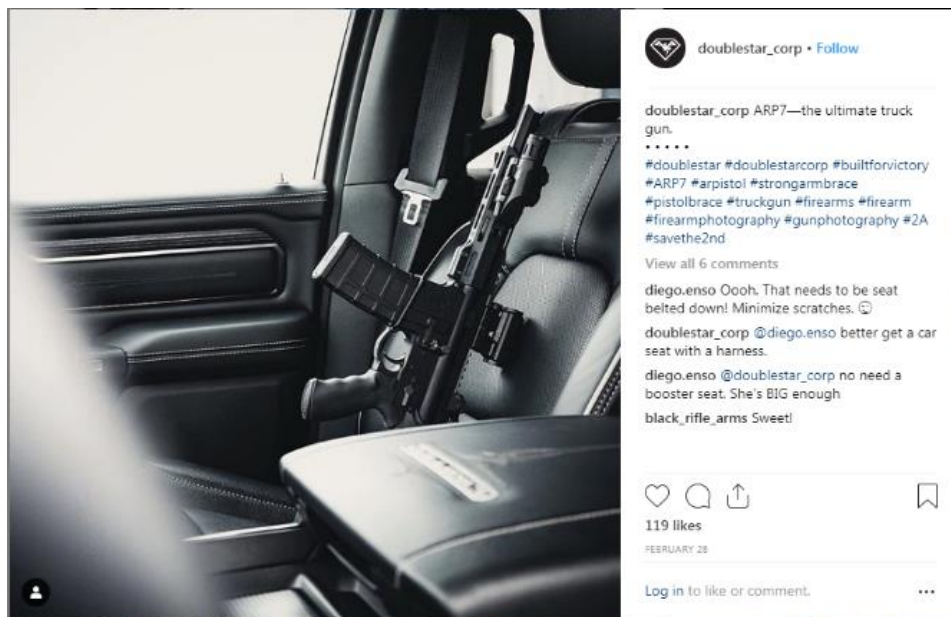 doublestar_corp • Follow
doublestar_corp ARP7—the ultimate truck
gun.
• • • • •
#doublestar #doublestarcorp #builtforvictory
#ARP7 #arpistol #strongarmbrace
#pistolbrace #truckgun #firearms #firearm
#firearmphotography #gunphotography #2A
#savethe2nd
View all 6 comments
diego.enso Oooh. That needs to be seat
belted down! Minimize scratches. 😉
doublestar_corp @diego.enso better get a car
seat with a harness.
diego.enso @doublestar_corp no need a
booster seat. She's BIG enough
black_rifle_arms Sweet!
119 likes
FEBRUARY 28
Log in to like or comment.